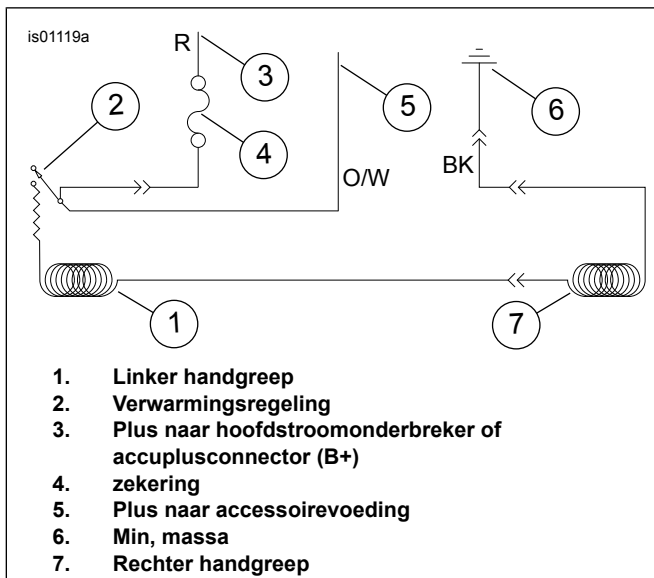 is01119a
R
3
2
4
5
6
O/W
BK
1
7
1. Linker handgreep
2. Verwarmingsregeling
3. Plus naar hoofdstroomonderbreker of
accuplusconnector (B+)
4. zekering
5. Plus naar accessoirevoeding
6. Min, massa
7. Rechter handgreep